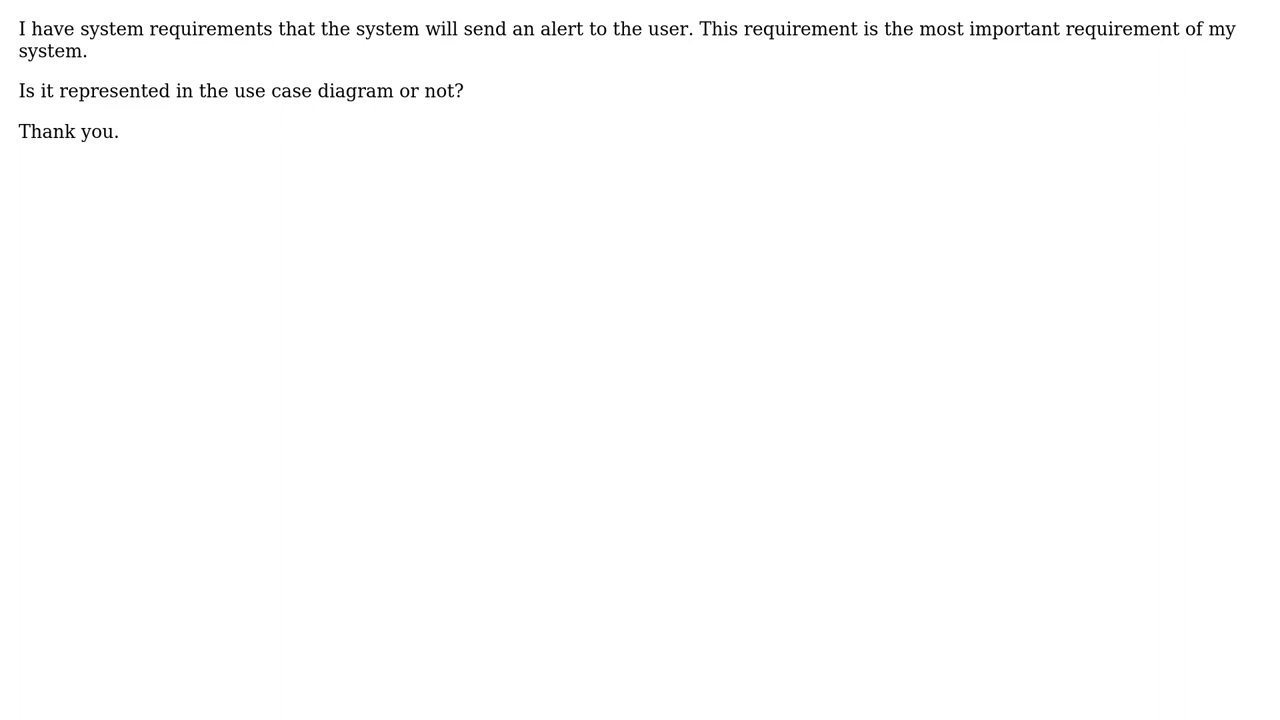 I have system requirements that the system will send an alert to the user. This requirement is the most important requirement of my
system.
Is it represented in the use case diagram or not?
Thank you.